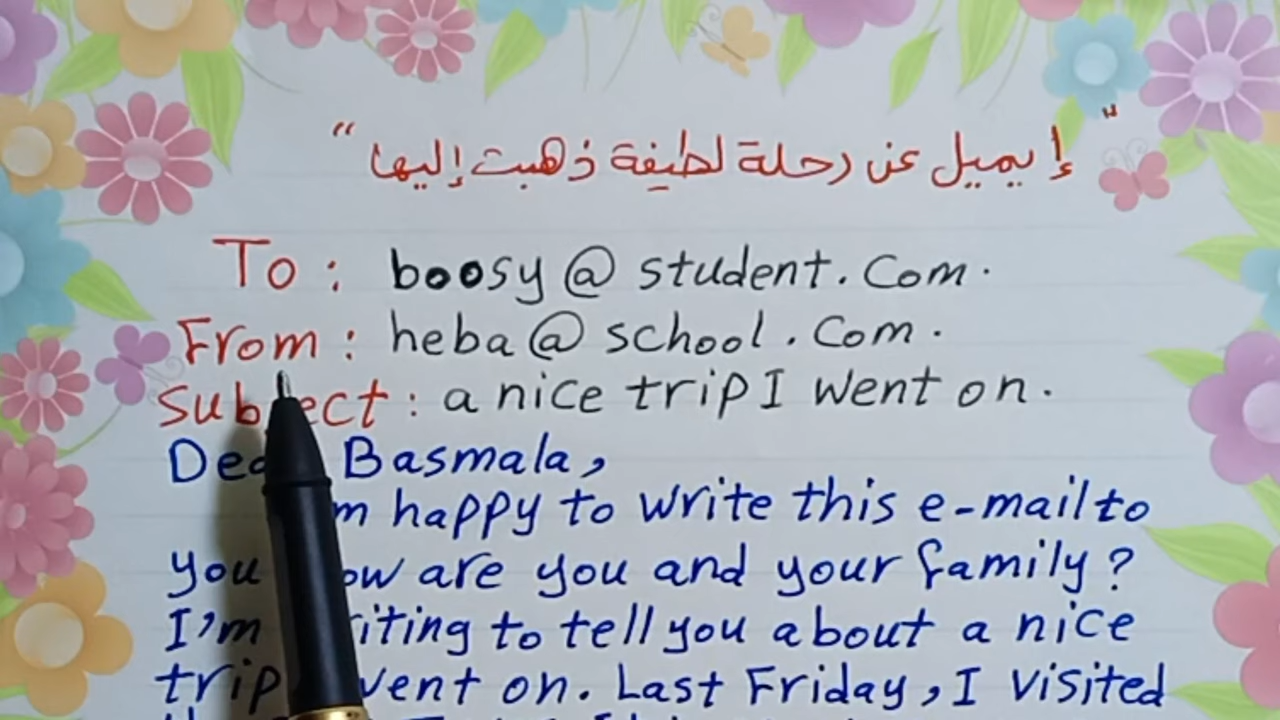 "إيميل عن رحلة لطيفة ذهبت إليها"
To: boosy@student.Com.
From: heba@school.Com.
Subject: a nice trip I went on.
Basmala,
happy to write this e-mail to
you are you and your family?
I'm to tell you about a nice
trip went on. Last Friday, I visited